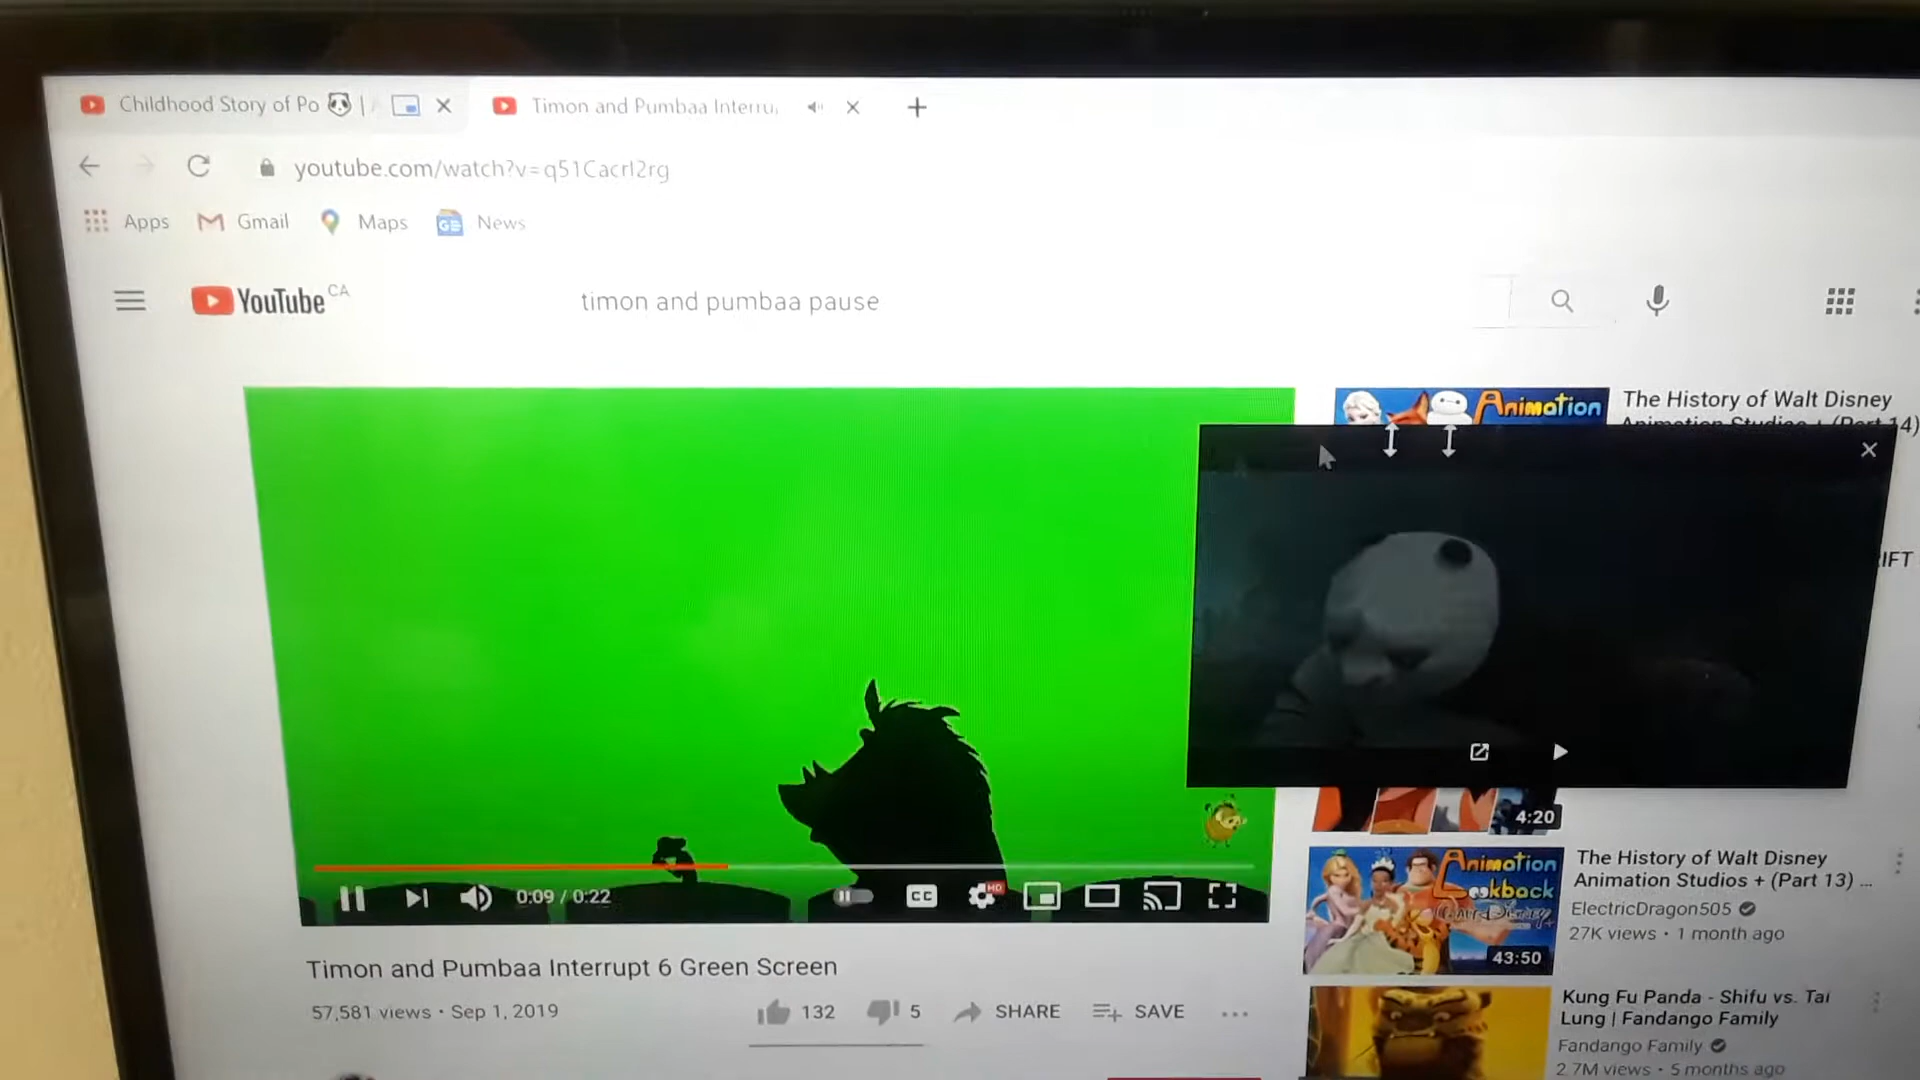 Childhood Story of Po 🐼 |
Timon and Pumbaa Interru
youtube.com/watch?v=q51Cacrl2rg
Apps
Gmail
Maps
News
YouTube CA
timon and pumbaa pause
Animation
The History of Walt Disney
14)
IFT
4:20
0:09 / 0:22
CC
HD
Animation
Lookback
43:50
The History of Walt Disney
Animation Studios + (Part 13) ...
ElectricDragon505
27K views • 1 month ago
Timon and Pumbaa Interrupt 6 Green Screen
57,581 views • Sep 1, 2019
132
5
SHARE
SAVE
Kung Fu Panda - Shifu vs. Tai
Lung | Fandango Family
Fandango Family
2.7M views • 5 months ago